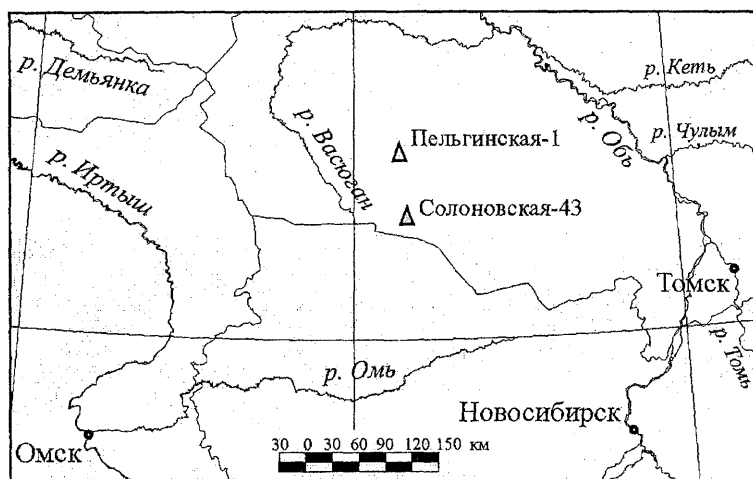 р. Демьянка
р. Иртыш
р. Васюган
р. Обь
р. Кеть
р. Чулым
Пельгинская-1
Солоновская-43
Томск
р. Томь
р. Омь
Новосибирск
Омск
30 0 30 60 90 120 150 км